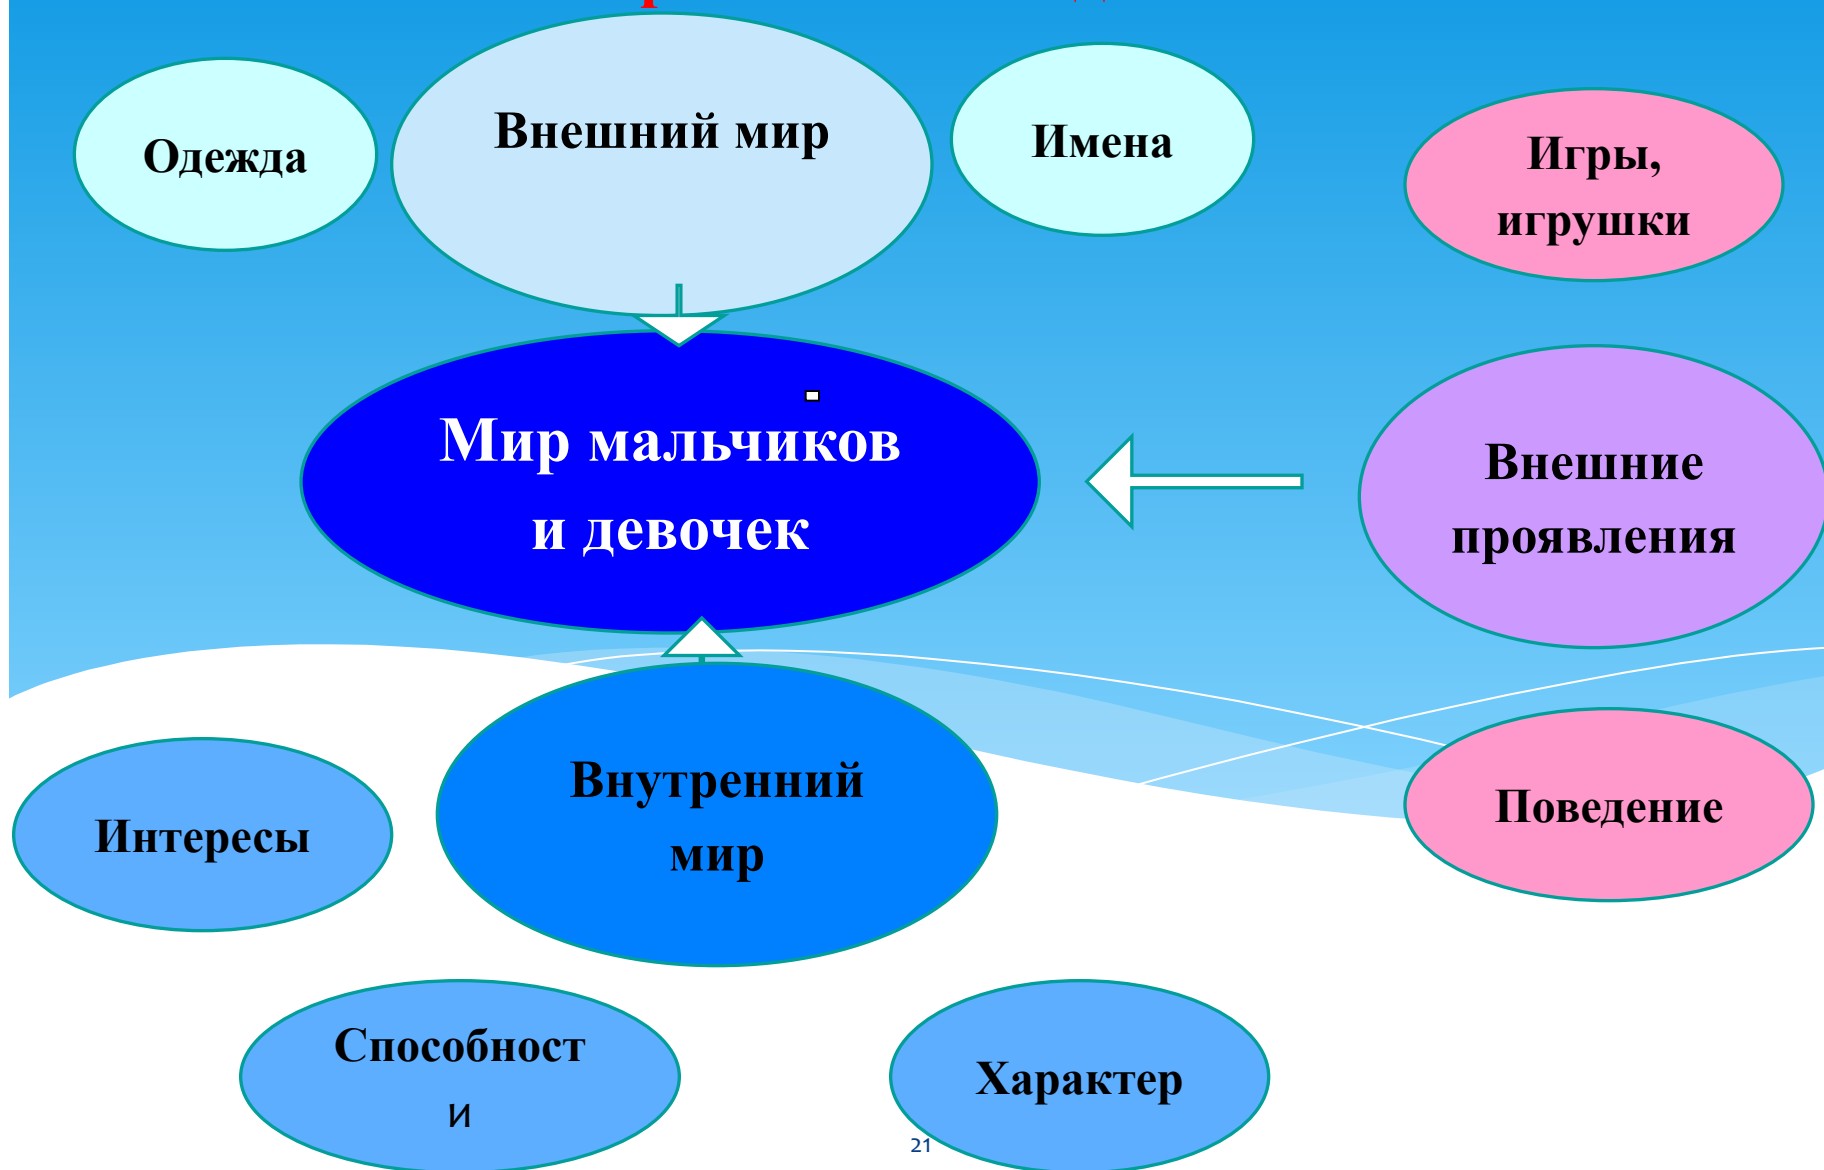 Внешний мир
Одежда
Имена
Игры,
игрушки
Мир мальчиков
и девочек
Внешние
проявления
Внутренний
мир
Интересы
Поведение
Способност
и
Характер
21